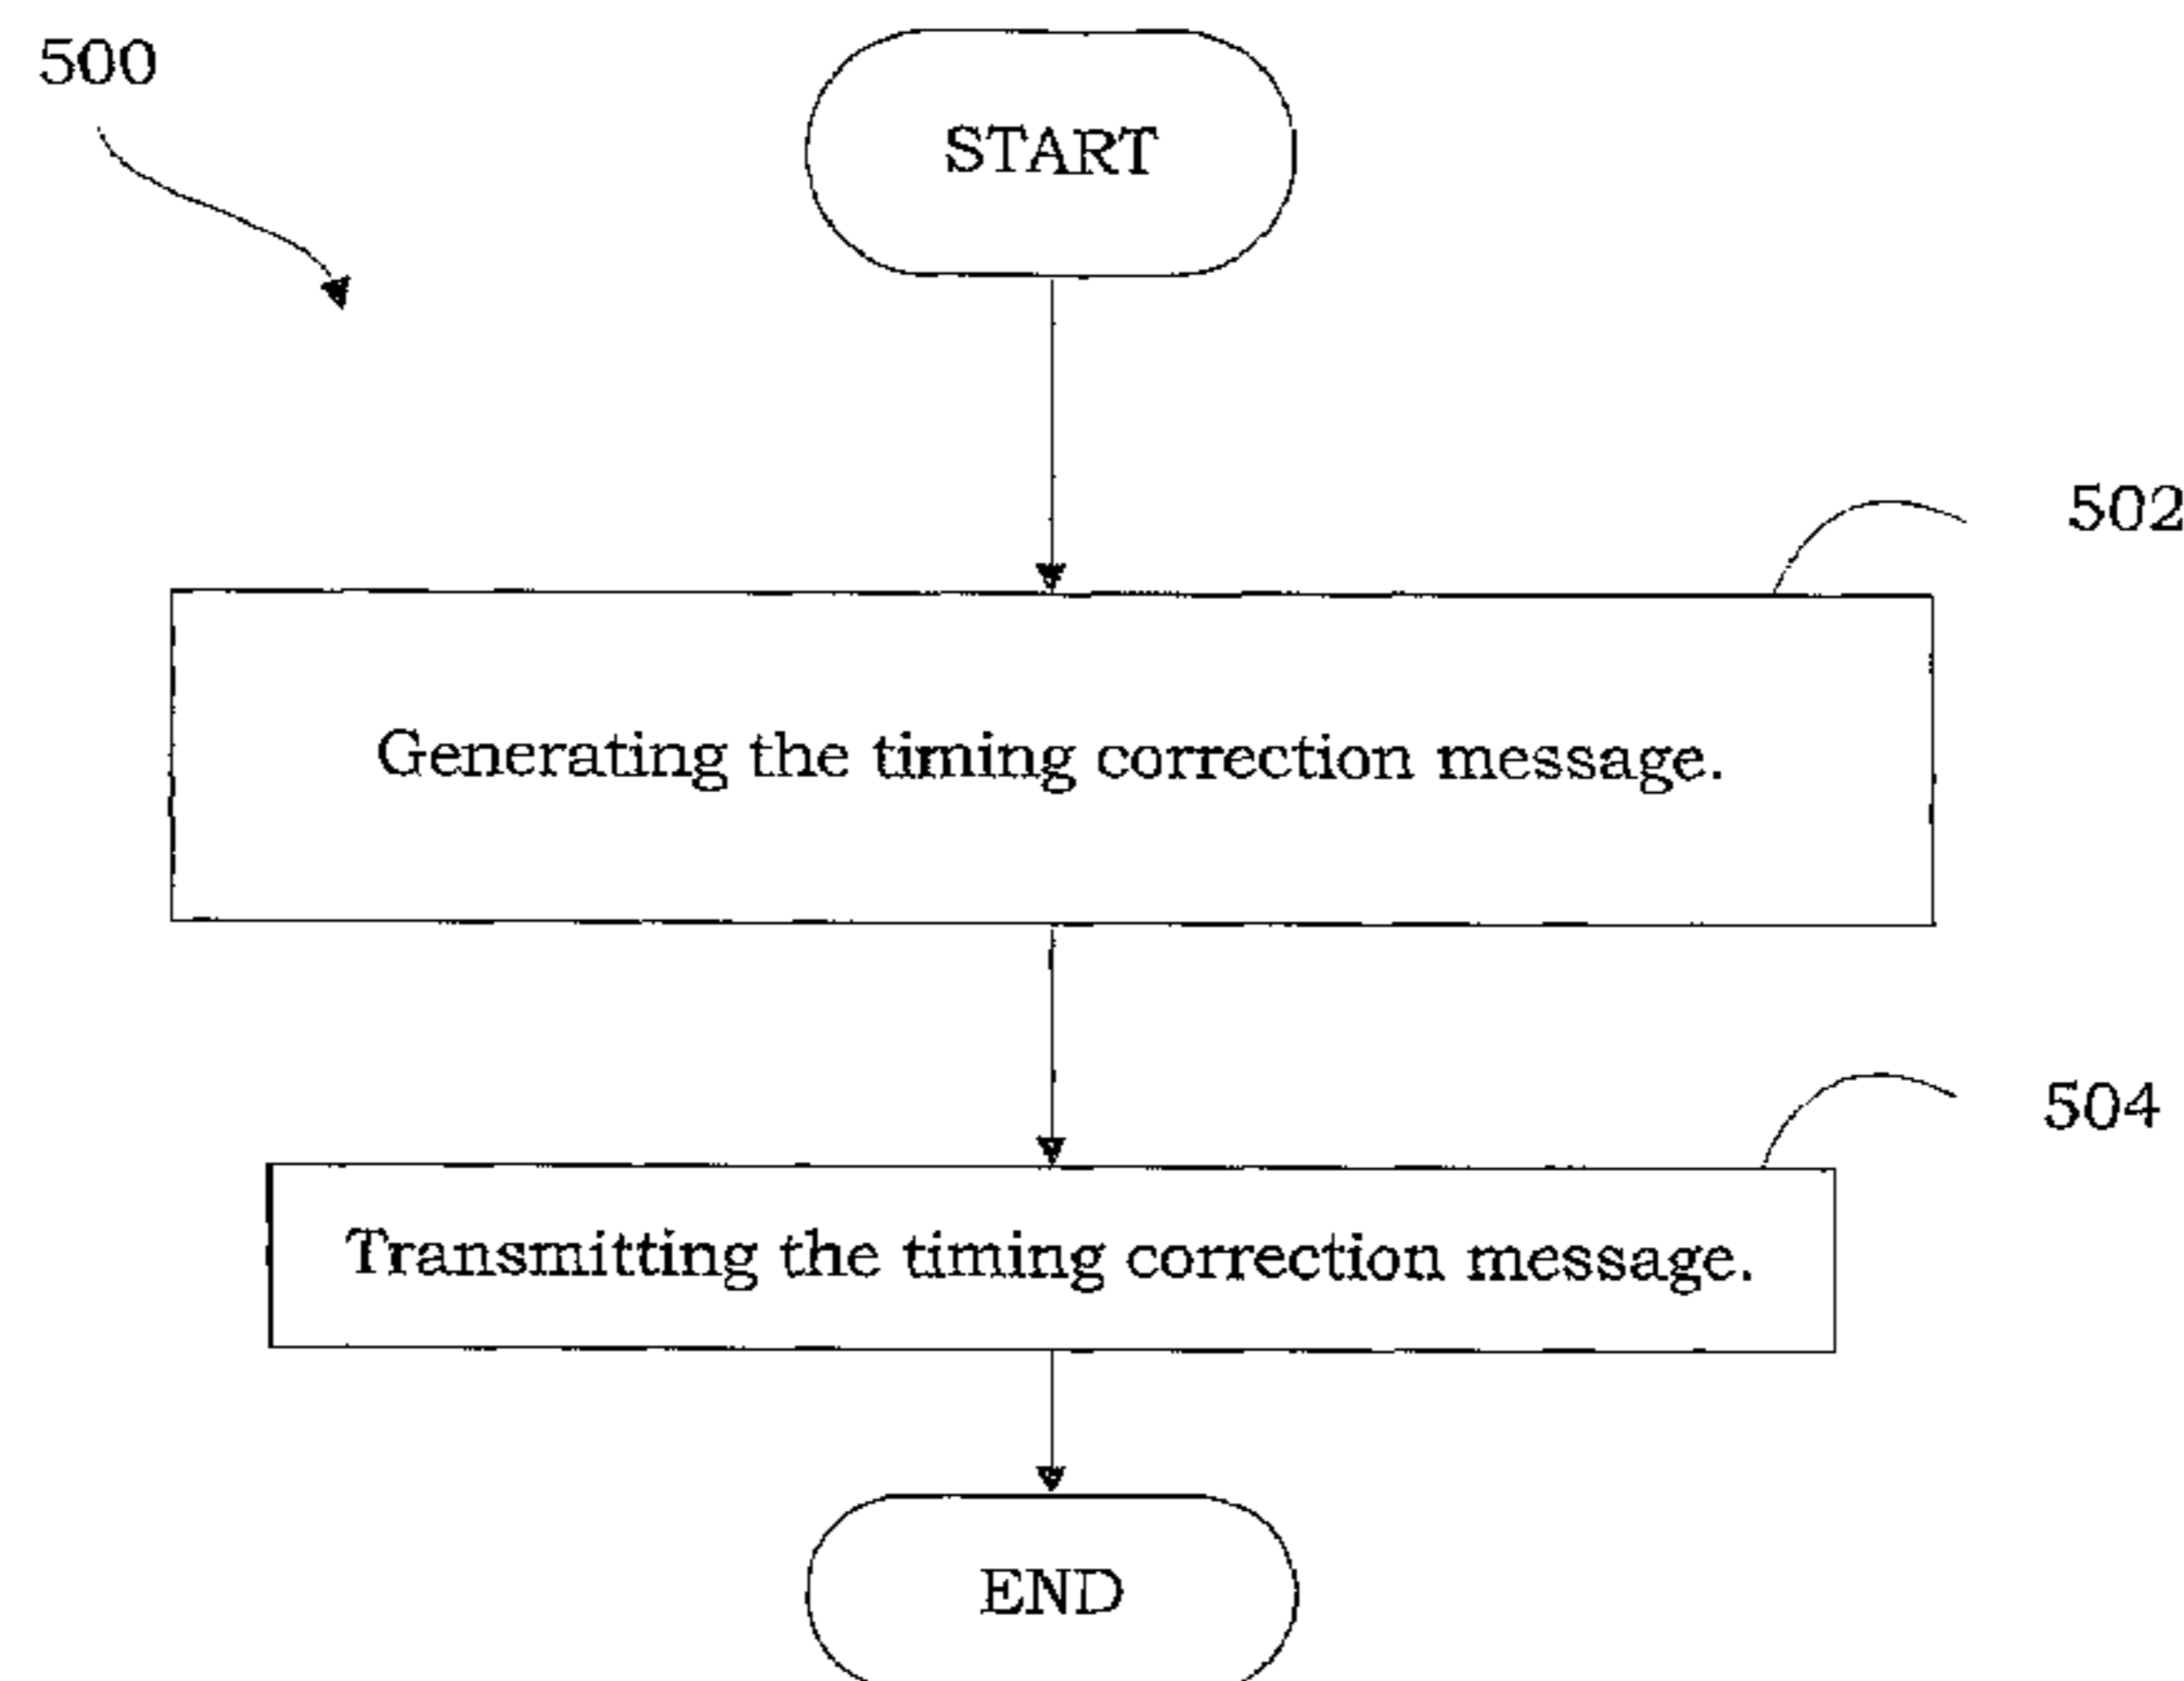 500
START
502
Generating the timing correction message.
504
Transmitting the timing correction message.
END